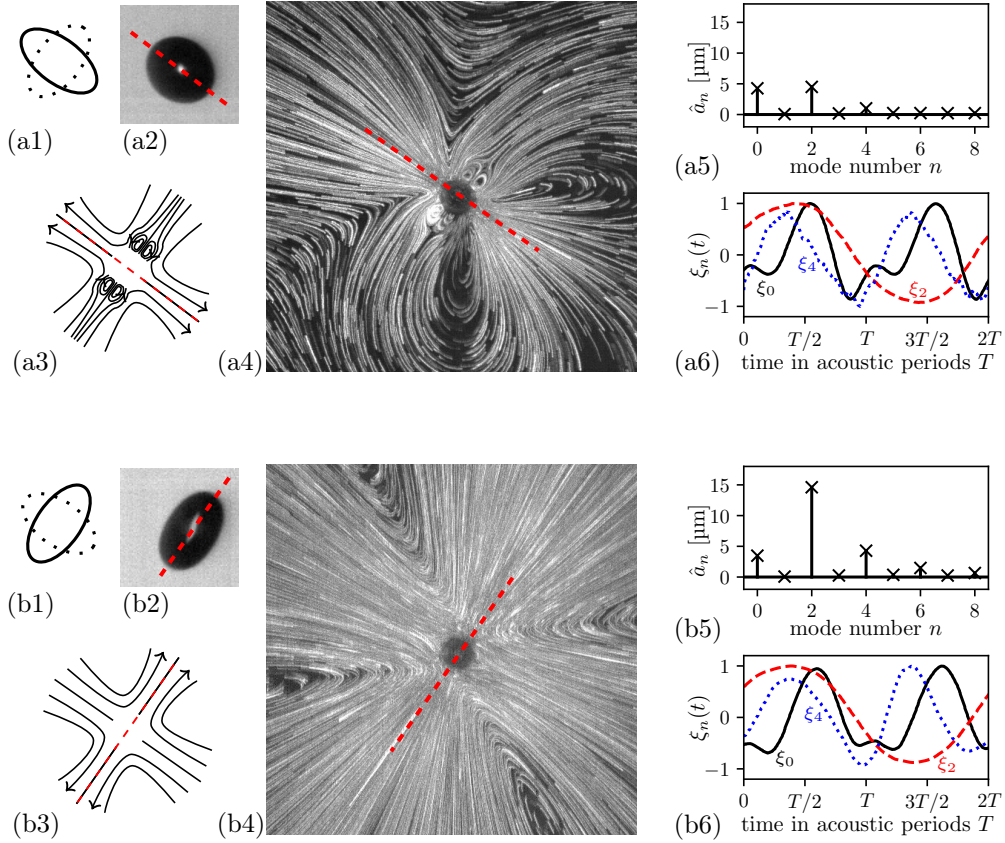 (a1)
(a2)
(a3)
(a4)
15
10
5
0
â_n [µm]
0 2 4 6 8
mode number n
(a5)
1
0
−1
ξ_n(t)
ξ_0
ξ_4
ξ_2
0 T/2 T 3T/2 2T
time in acoustic periods T
(a6)
(b1)
(b2)
(b3)
(b4)
15
10
5
0
â_n [µm]
0 2 4 6 8
mode number n
(b5)
1
0
−1
ξ_n(t)
ξ_0
ξ_4
ξ_2
0 T/2 T 3T/2 2T
time in acoustic periods T
(b6)